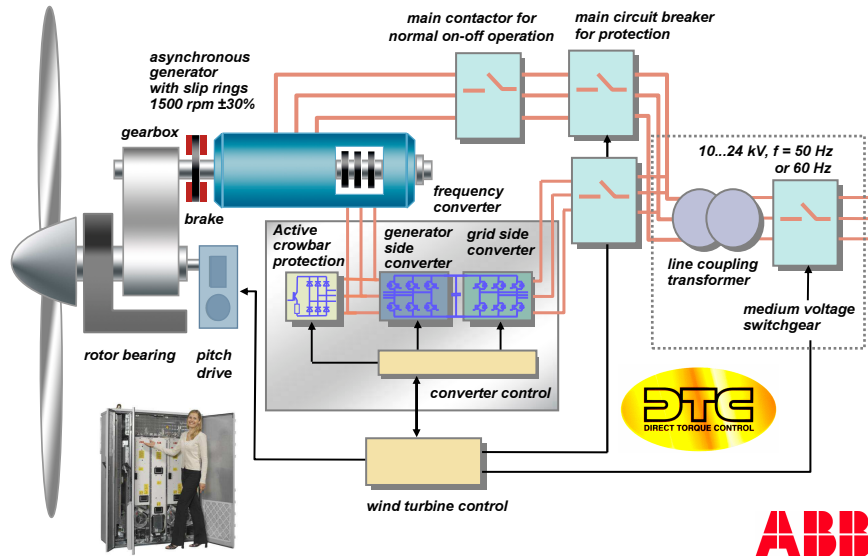 main contactor for
normal on-off operation
main circuit breaker
for protection
asynchronous
generator
with slip rings
1500 rpm ±30%
gearbox
brake
10...24 kV, f = 50 Hz
or 60 Hz
frequency
converter
Active
crowbar
protection
generator
side
converter
grid side
converter
line coupling
transformer
medium voltage
switchgear
rotor bearing
pitch
drive
converter control
wind turbine control
DTC
DIRECT TORQUE CONTROL
ABB